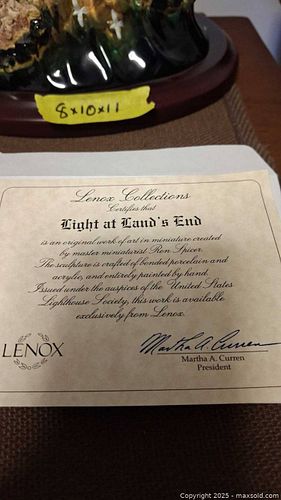 8x10x11
Lenox Collections
Certifies that
Light at Land's End
is an original work of art in miniature created
by master miniaturist Ron Spicer.
The sculpture is crafted of bonded porcelain and
acrylic, and entirely painted by hand.
Issued under the auspices of the United States
Lighthouse Society, this work is available
exclusively from Lenox.
LENOX
Martha A. Curren
Martha A. Curren
President
Copyright 2025 - maxsold.com